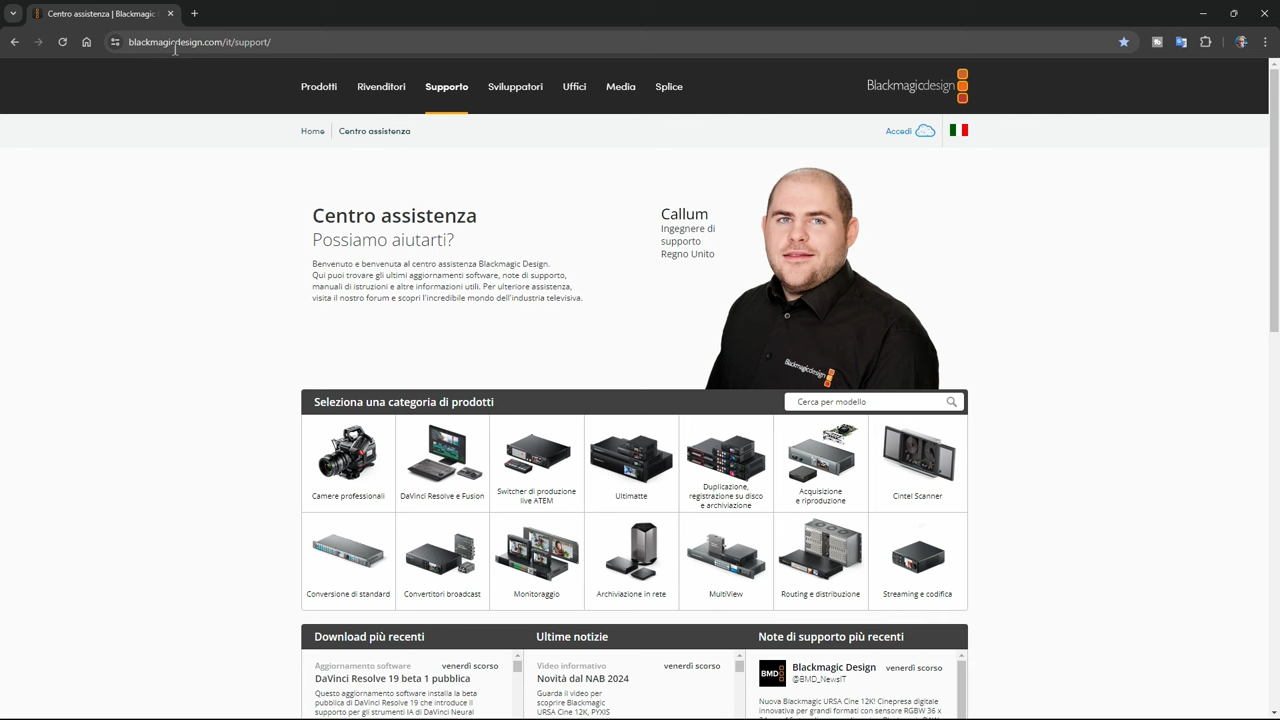 Centro assistenza | Blackmagic
blackmagicdesign.com/it/support/
Prodotti Rivenditori Supporto Sviluppatori Uffici Media Splice
Blackmagicdesign
Home Centro assistenza
Accedi
Centro assistenza
Possiamo aiutarti?
Benvenuto e benvenuta al centro assistenza Blackmagic Design.
Qui puoi trovare gli ultimi aggiornamenti software, note di supporto,
manuali di istruzioni e altre informazioni utili. Per ulteriore assistenza,
visita il nostro forum e scopri l'incredibile mondo dell'industria televisiva.
Callum
Ingegnere di
supporto
Regno Unito
Blackmagicdesign
Seleziona una categoria di prodotti
Cerca per modello
Camere professionali
DaVinci Resolve e Fusion
Switcher di produzione
live ATEM
Ultimatte
Duplicazione,
registrazione su disco
e archiviazione
Acquisizione
e riproduzione
Cintel Scanner
Conversione di standard
Convertitori broadcast
Monitoraggio
Archiviazione in rete
MultiView
Routing e distribuzione
Streaming e codifica
Download più recenti
Aggiornamento software venerdì scorso
DaVinci Resolve 19 beta 1 pubblica
Questo aggiornamento software installa la beta
pubblica di DaVinci Resolve 19 che introduce il
supporto per gli strumenti IA di DaVinci Neural
Ultime notizie
Video informativo venerdì scorso
Novità dal NAB 2024
Guarda il video per
scoprire Blackmagic
URSA Cine 12K, PYXIS
Note di supporto più recenti
BMD
Blackmagic Design venerdì scorso
@BMD_NewsIT
Nuova Blackmagic URSA Cine 12K! Cinepresa digitale
innovativa per grandi formati con sensore RGBW 36 x